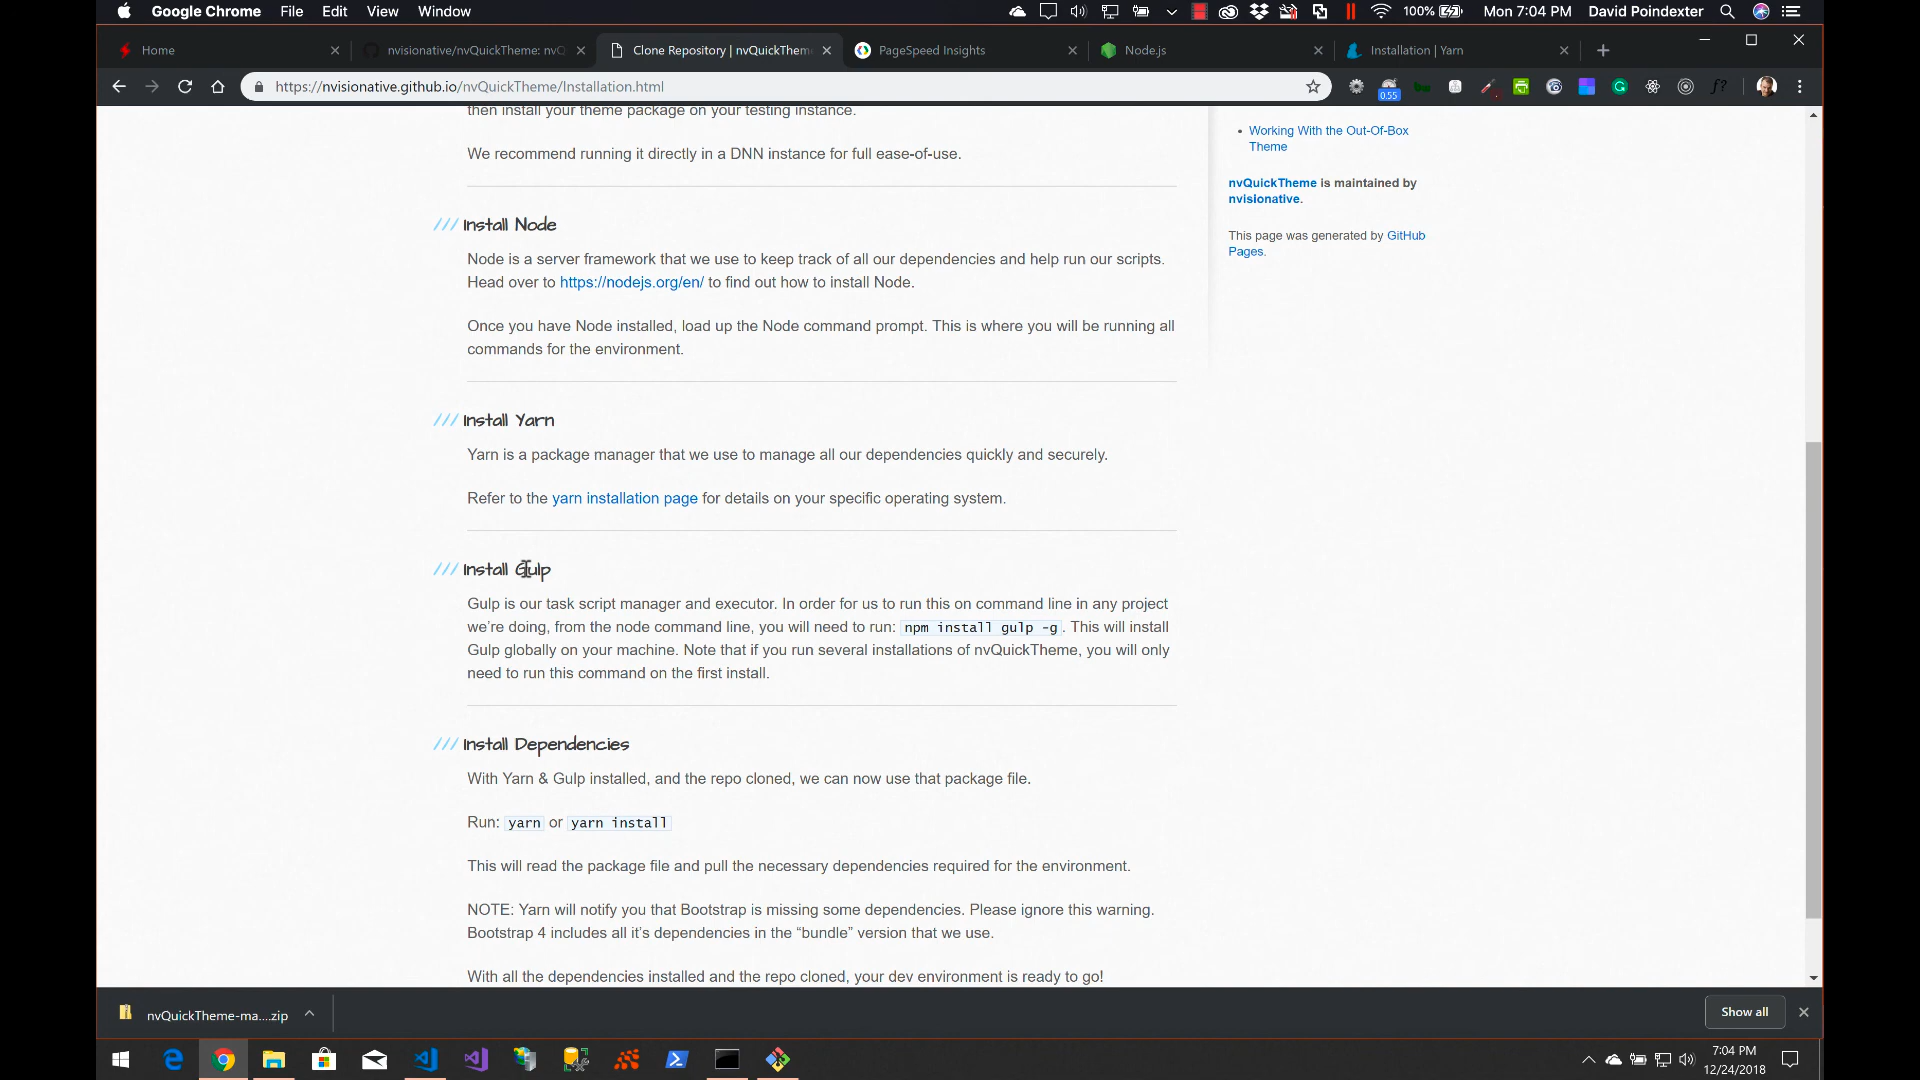 Google Chrome File Edit View Window 100% Mon 7:04 PM David Poindexter
Home
nvisionative/nvQuickTheme: nvQ
Clone Repository | nvQuickTheme
PageSpeed Insights
Node.js
Installation | Yarn
https://nvisionative.github.io/nvQuickTheme/Installation.html
0.55
f?
then install your theme package on your testing instance.
We recommend running it directly in a DNN instance for full ease-of-use.
/// Install Node
Node is a server framework that we use to keep track of all our dependencies and help run our scripts.
Head over to https://nodejs.org/en/ to find out how to install Node.
Once you have Node installed, load up the Node command prompt. This is where you will be running all
commands for the environment.
/// Install Yarn
Yarn is a package manager that we use to manage all our dependencies quickly and securely.
Refer to the yarn installation page for details on your specific operating system.
/// Install Gulp
Gulp is our task script manager and executor. In order for us to run this on command line in any project
we're doing, from the node command line, you will need to run: npm install gulp -g. This will install
Gulp globally on your machine. Note that if you run several installations of nvQuickTheme, you will only
need to run this command on the first install.
/// Install Dependencies
With Yarn & Gulp installed, and the repo cloned, we can now use that package file.
Run: yarn or yarn install
This will read the package file and pull the necessary dependencies required for the environment.
NOTE: Yarn will notify you that Bootstrap is missing some dependencies. Please ignore this warning.
Bootstrap 4 includes all it's dependencies in the “bundle” version that we use.
With all the dependencies installed and the repo cloned, your dev environment is ready to go!
• Working With the Out-Of-Box
Theme
nvQuickTheme is maintained by
nvisionative.
This page was generated by GitHub
Pages.
nvQuickTheme-ma....zip
Show all
7:04 PM
12/24/2018